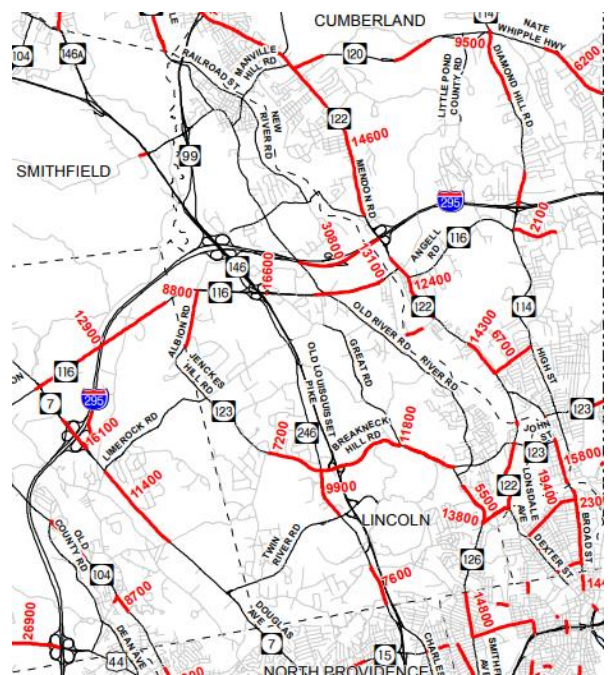 CUMBERLAND
114
NATE
WHIPPLE HWY
104
146A
RAILROAD ST
MANVILLE
HILL RD
120
9500
6200
LITTLE POND
COUNTY RD
DIAMOND HILL RD
NEW
RIVER RD
122
14600
99
SMITHFIELD
MENDON RD
295
2100
ANGELL
RD
116
30800
13100
146
16600
12400
122
8800
116
114
12900
ALBION RD
OLD RIVER RD
RIVER RD
14300
6700
HIGH ST
116
7
295
JENCKES
HILL RD
GREAT RD
OLD LOUISQUISSET
PIKE
123
123
16100
LIMEROCK RD
7200
246
BREAKNECK
HILL RD
11800
JOHN ST
123
15800
11400
9900
5500
122
LONSDALE
AVE
19400
2300
LINCOLN
13800
BROAD ST
OLD
COUNTY RD
104
TWIN
RIVER RD
126
DEXTER ST
7600
8700
14800
26900
DEAN AVE
44
DOUGLAS
AVE
7
15
CHARLES
SMITHF
AVE
NORTH PROVIDENCE